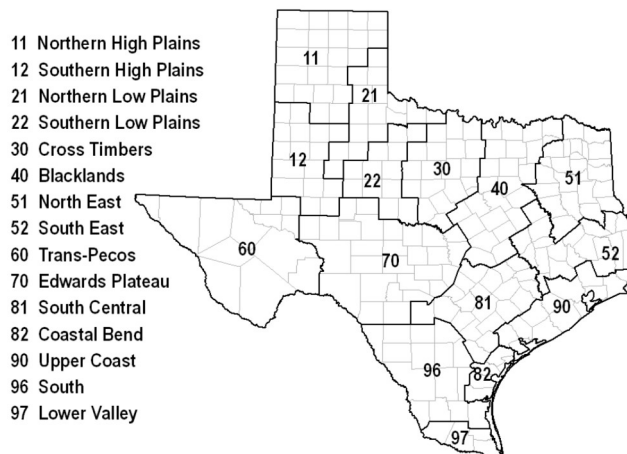 11 Northern High Plains
12 Southern High Plains
21 Northern Low Plains
22 Southern Low Plains
30 Cross Timbers
40 Blacklands
51 North East
52 South East
60 Trans-Pecos
70 Edwards Plateau
81 South Central
82 Coastal Bend
90 Upper Coast
96 South
97 Lower Valley
11
21
12
22
30
40
51
60
70
52
81
90
96
82
97